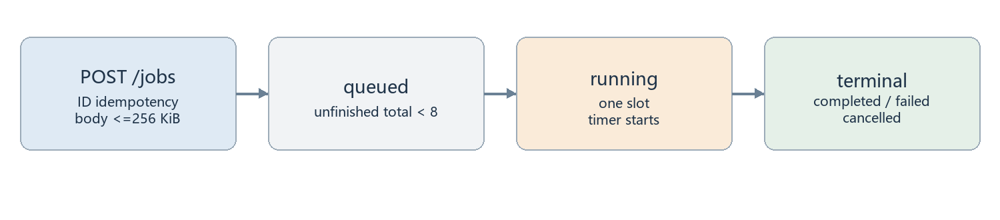 POST /jobs
ID idempotency
body <=256 KiB
queued
unfinished total < 8
running
one slot
timer starts
terminal
completed / failed
cancelled